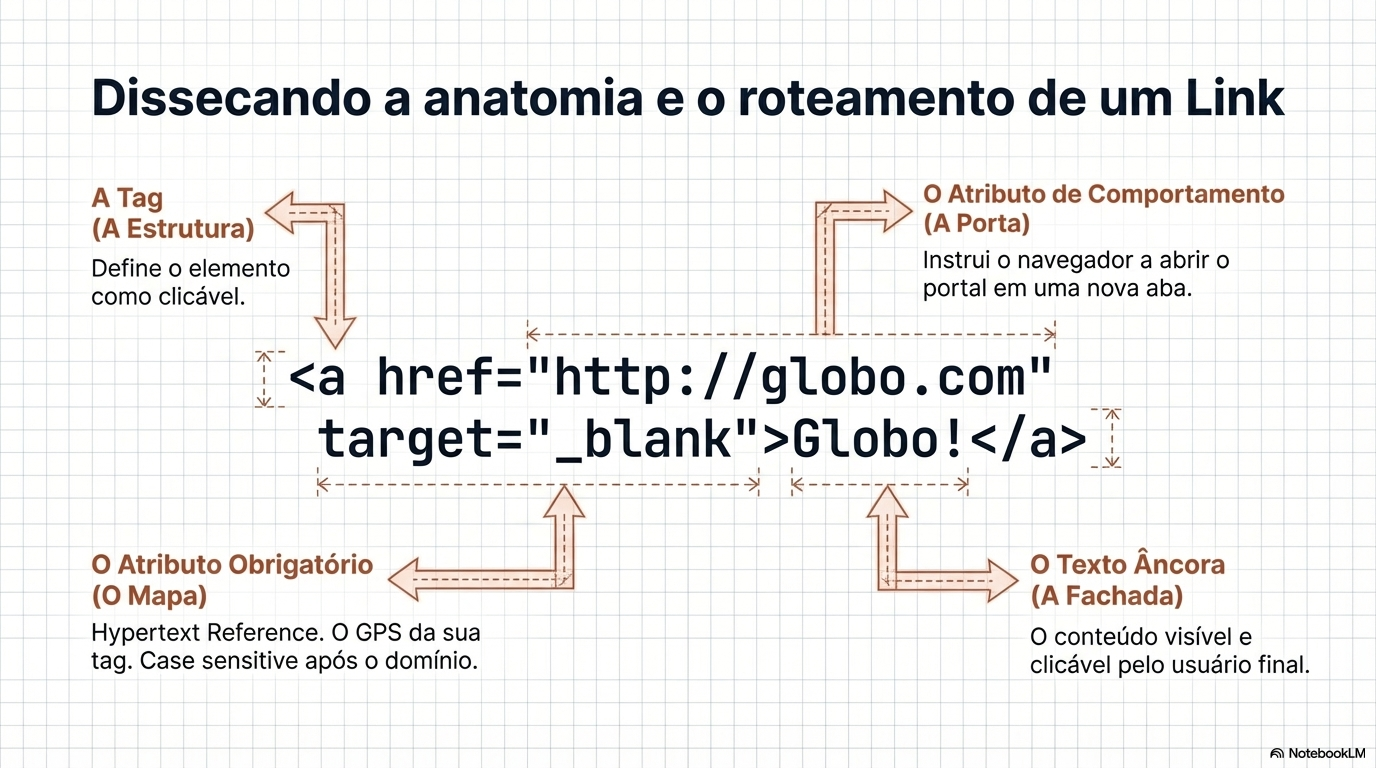 Dissecando a anatomia e o roteamento de um Link
A Tag
(A Estrutura)
Define o elemento
como clicável.
O Atributo de Comportamento
(A Porta)
Instrui o navegador a abrir o
portal em uma nova aba.
<a href="http://globo.com"
target="_blank">Globo!</a>
O Atributo Obrigatório
(O Mapa)
Hypertext Reference. O GPS da sua
tag. Case sensitive após o domínio.
O Texto Âncora
(A Fachada)
O conteúdo visível e
clicável pelo usuário final.
NotebookLM